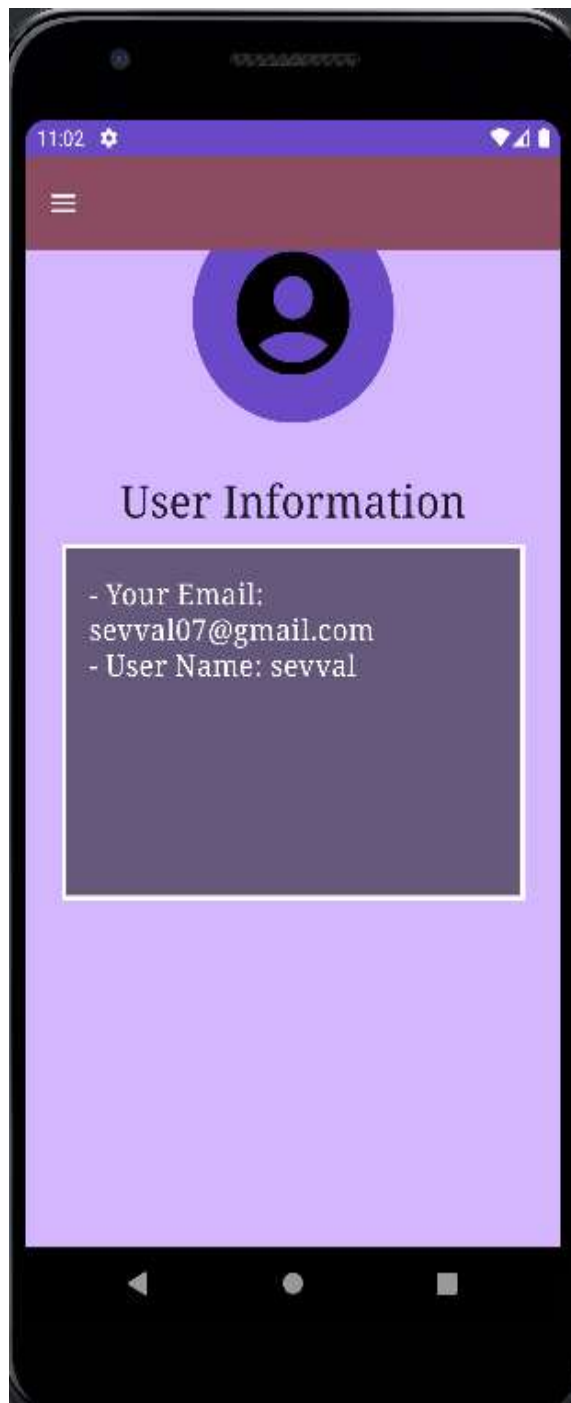 11:02
User Information
- Your Email:
sevval07@gmail.com
- User Name: sevval